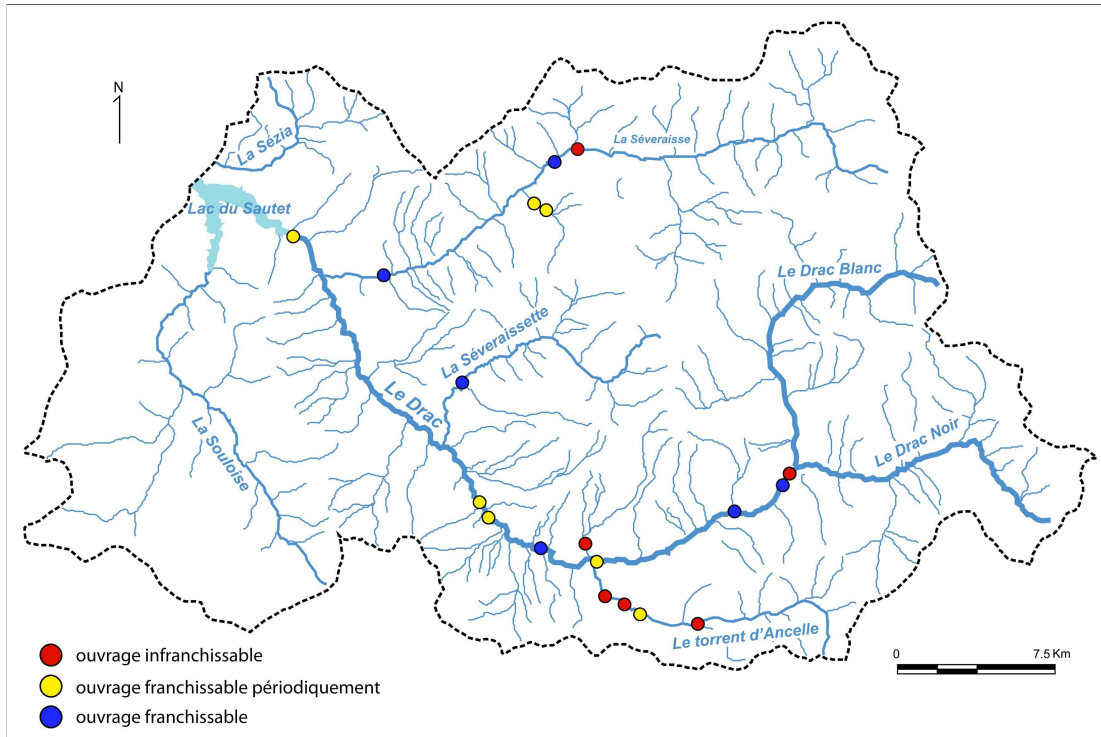 N
La Sézia
La Séveraisse
Lac du Sautet
Le Drac Blanc
La Séveraissette
Le Drac
La Souloise
Le Drac Noir
Le torrent d'Ancelle
ouvrage infranchissable
ouvrage franchissable périodiquement
ouvrage franchissable
0 7.5 Km